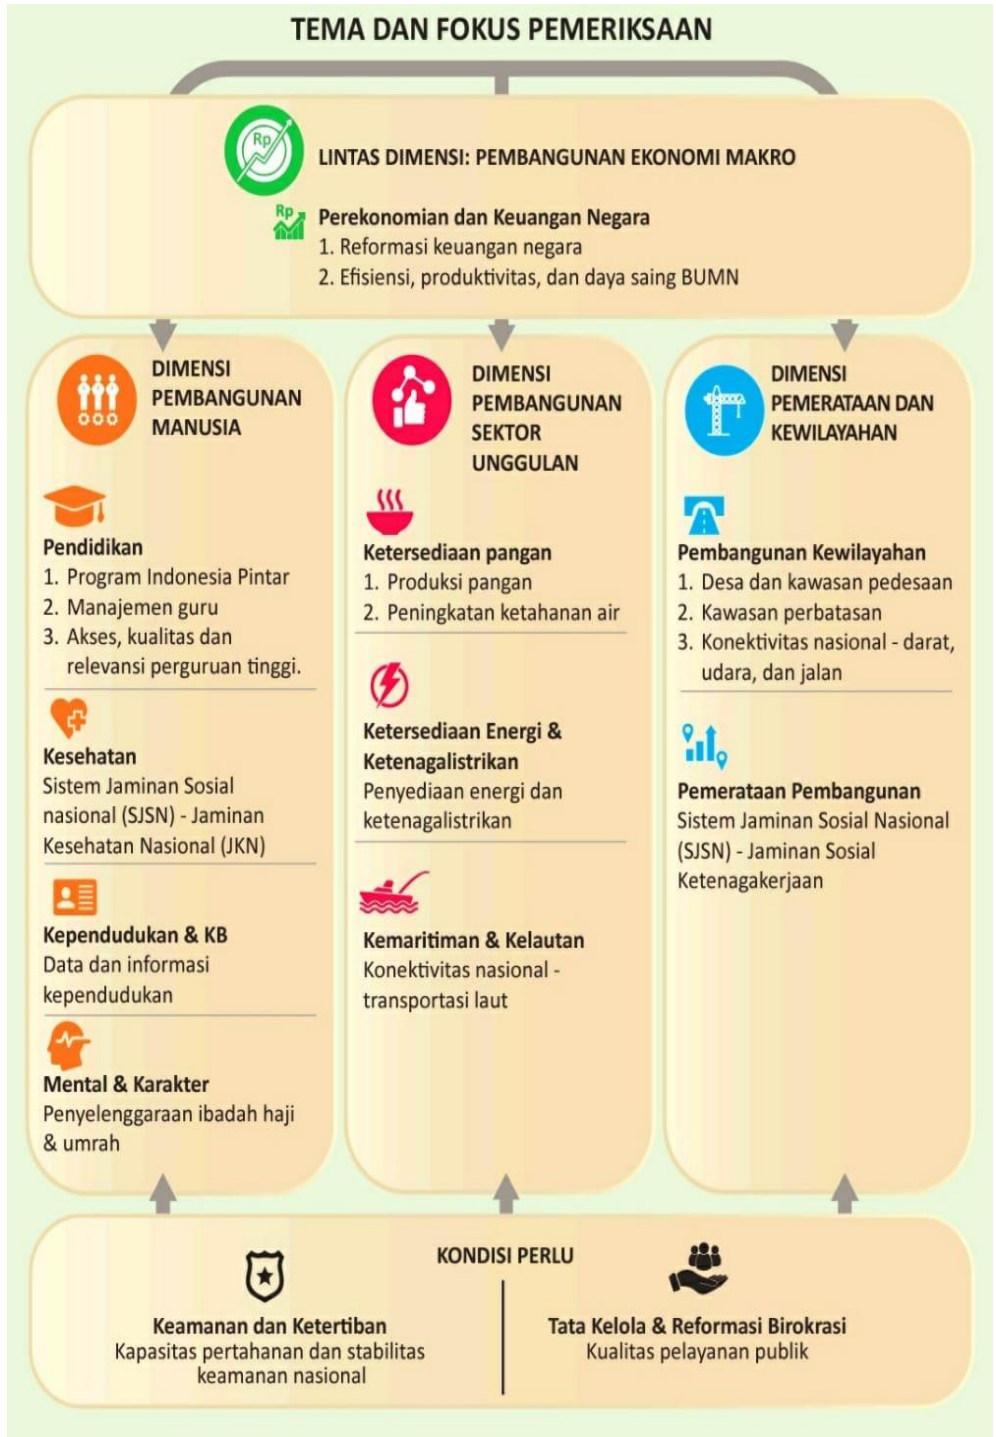 TEMA DAN FOKUS PEMERIKSAAN
Rp
LINTAS DIMENSI: PEMBANGUNAN EKONOMI MAKRO
Rp
Perekonomian dan Keuangan Negara
1. Reformasi keuangan negara
2. Efisiensi, produktivitas, dan daya saing BUMN
DIMENSI
PEMBANGUNAN
MANUSIA
Pendidikan
1. Program Indonesia Pintar
2. Manajemen guru
3. Akses, kualitas dan
relevansi perguruan tinggi.
Kesehatan
Sistem Jaminan Sosial
nasional (SJSN) - Jaminan
Kesehatan Nasional (JKN)
Kependudukan & KB
Data dan informasi
kependudukan
Mental & Karakter
Penyelenggaraan ibadah haji
& umrah
DIMENSI
PEMBANGUNAN
SEKTOR
UNGGULAN
Ketersediaan pangan
1. Produksi pangan
2. Peningkatan ketahanan air
Ketersediaan Energi &
Ketenagalistrikan
Penyediaan energi dan
ketenagalistrikan
Kemaritiman & Kelautan
Konektivitas nasional -
transportasi laut
DIMENSI
PEMERATAAN DAN
KEWILAYAHAN
Pembangunan Kewilayahan
1. Desa dan kawasan pedesaan
2. Kawasan perbatasan
3. Konektivitas nasional - darat,
udara, dan jalan
Pemerataan Pembangunan
Sistem Jaminan Sosial Nasional
(SJSN) - Jaminan Sosial
Ketenagakerjaan
KONDISI PERLU
Keamanan dan Ketertiban
Kapasitas pertahanan dan stabilitas
keamanan nasional
Tata Kelola & Reformasi Birokrasi
Kualitas pelayanan publik